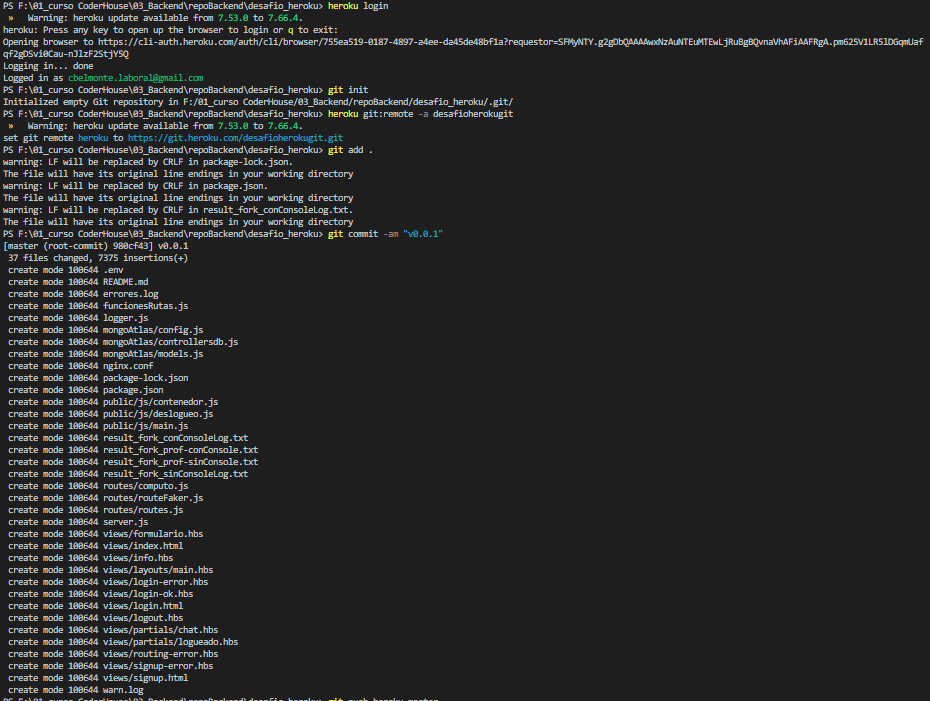 PS F:\01_curso CoderHouse\03_Backend\repoBackend\desafio_heroku> heroku login
» Warning: heroku update available from 7.53.0 to 7.66.4.
heroku: Press any key to open up the browser to login or q to exit:
Opening browser to https://cli-auth.heroku.com/auth/cli/browser/755ea519-0187-4897-a4ee-da45de48bf1a?requestor=SFMyNTY.g2gDbQAAAAwxNzAuNTEuMTEwLjRuBgBQvnaVhAFiAAFRgA.pm625V1LR5lDGqmUaf
qf2gDSwi0Cau-nJlzF2StjY5Q
Logging in... done
Logged in as cbelmonte.laboral@gmail.com
PS F:\01_curso CoderHouse\03_Backend\repoBackend\desafio_heroku> git init
Initialized empty Git repository in F:/01_curso CoderHouse/03_Backend/repoBackend/desafio_heroku/.git/
PS F:\01_curso CoderHouse\03_Backend\repoBackend\desafio_heroku> heroku git:remote -a desafioherokugit
» Warning: heroku update available from 7.53.0 to 7.66.4.
set git remote heroku to https://git.heroku.com/desafioherokugit.git
PS F:\01_curso CoderHouse\03_Backend\repoBackend\desafio_heroku> git add .
warning: LF will be replaced by CRLF in package-lock.json.
The file will have its original line endings in your working directory
warning: LF will be replaced by CRLF in package.json.
The file will have its original line endings in your working directory
warning: LF will be replaced by CRLF in result_fork_conConsoleLog.txt.
The file will have its original line endings in your working directory
PS F:\01_curso CoderHouse\03_Backend\repoBackend\desafio_heroku> git commit -am "v0.0.1"
[master (root-commit) 980cf43] v0.0.1
37 files changed, 7375 insertions(+)
create mode 100644 .env
create mode 100644 README.md
create mode 100644 errores.log
create mode 100644 funcionesRutas.js
create mode 100644 logger.js
create mode 100644 mongoAtlas/config.js
create mode 100644 mongoAtlas/controllersdb.js
create mode 100644 mongoAtlas/models.js
create mode 100644 nginx.conf
create mode 100644 package-lock.json
create mode 100644 package.json
create mode 100644 public/js/contenedor.js
create mode 100644 public/js/deslogueo.js
create mode 100644 public/js/main.js
create mode 100644 result_fork_conConsoleLog.txt
create mode 100644 result_fork_prof-conConsole.txt
create mode 100644 result_fork_prof-sinConsole.txt
create mode 100644 result_fork_sinConsoleLog.txt
create mode 100644 routes/computo.js
create mode 100644 routes/routeFaker.js
create mode 100644 routes/routes.js
create mode 100644 server.js
create mode 100644 views/formulario.hbs
create mode 100644 views/index.html
create mode 100644 views/info.hbs
create mode 100644 views/layouts/main.hbs
create mode 100644 views/login-error.hbs
create mode 100644 views/login-ok.hbs
create mode 100644 views/login.html
create mode 100644 views/logout.hbs
create mode 100644 views/partials/chat.hbs
create mode 100644 views/partials/logueado.hbs
create mode 100644 views/routing-error.hbs
create mode 100644 views/signup-error.hbs
create mode 100644 views/signup.html
create mode 100644 warn.log
PS F:\01_curso CoderHouse\03_Backend\repoBackend\desafio_heroku> git push heroku master